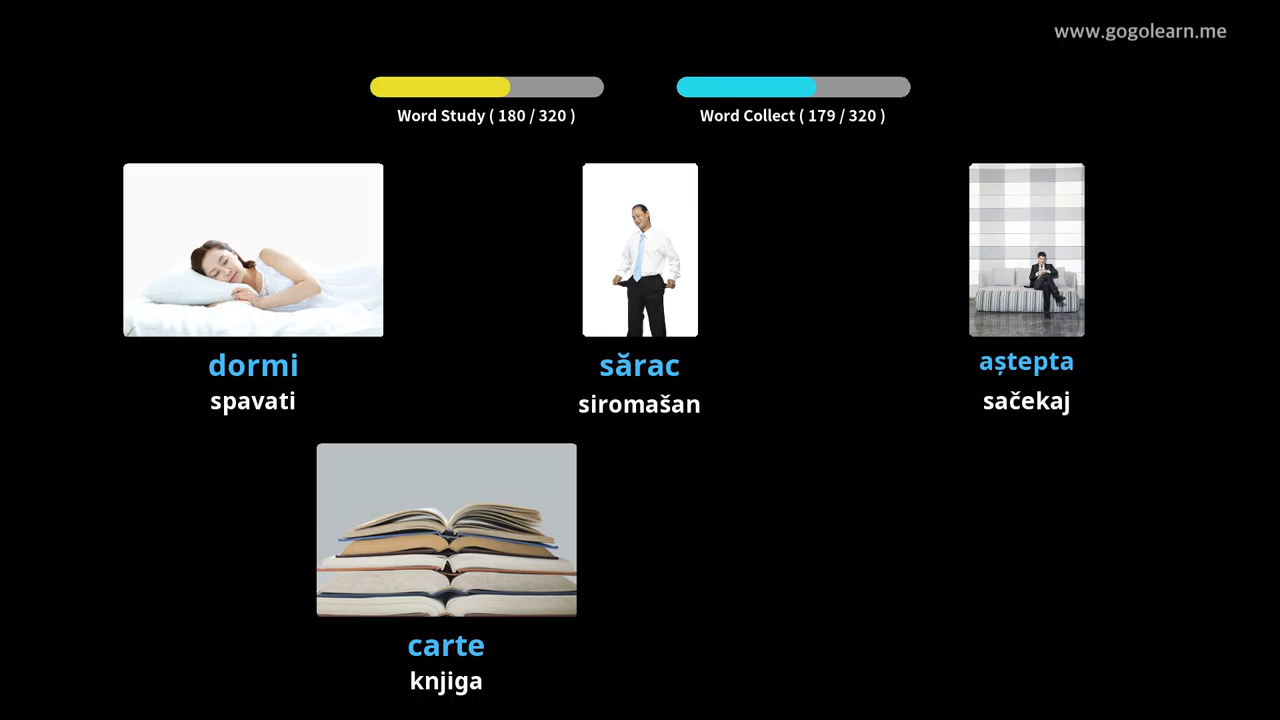 www.gogolearn.me
Word Study ( 180 / 320 )
Word Collect ( 179 / 320 )
dormi
spavati
sărac
siromašan
aștepta
sačekaj
carte
knjiga